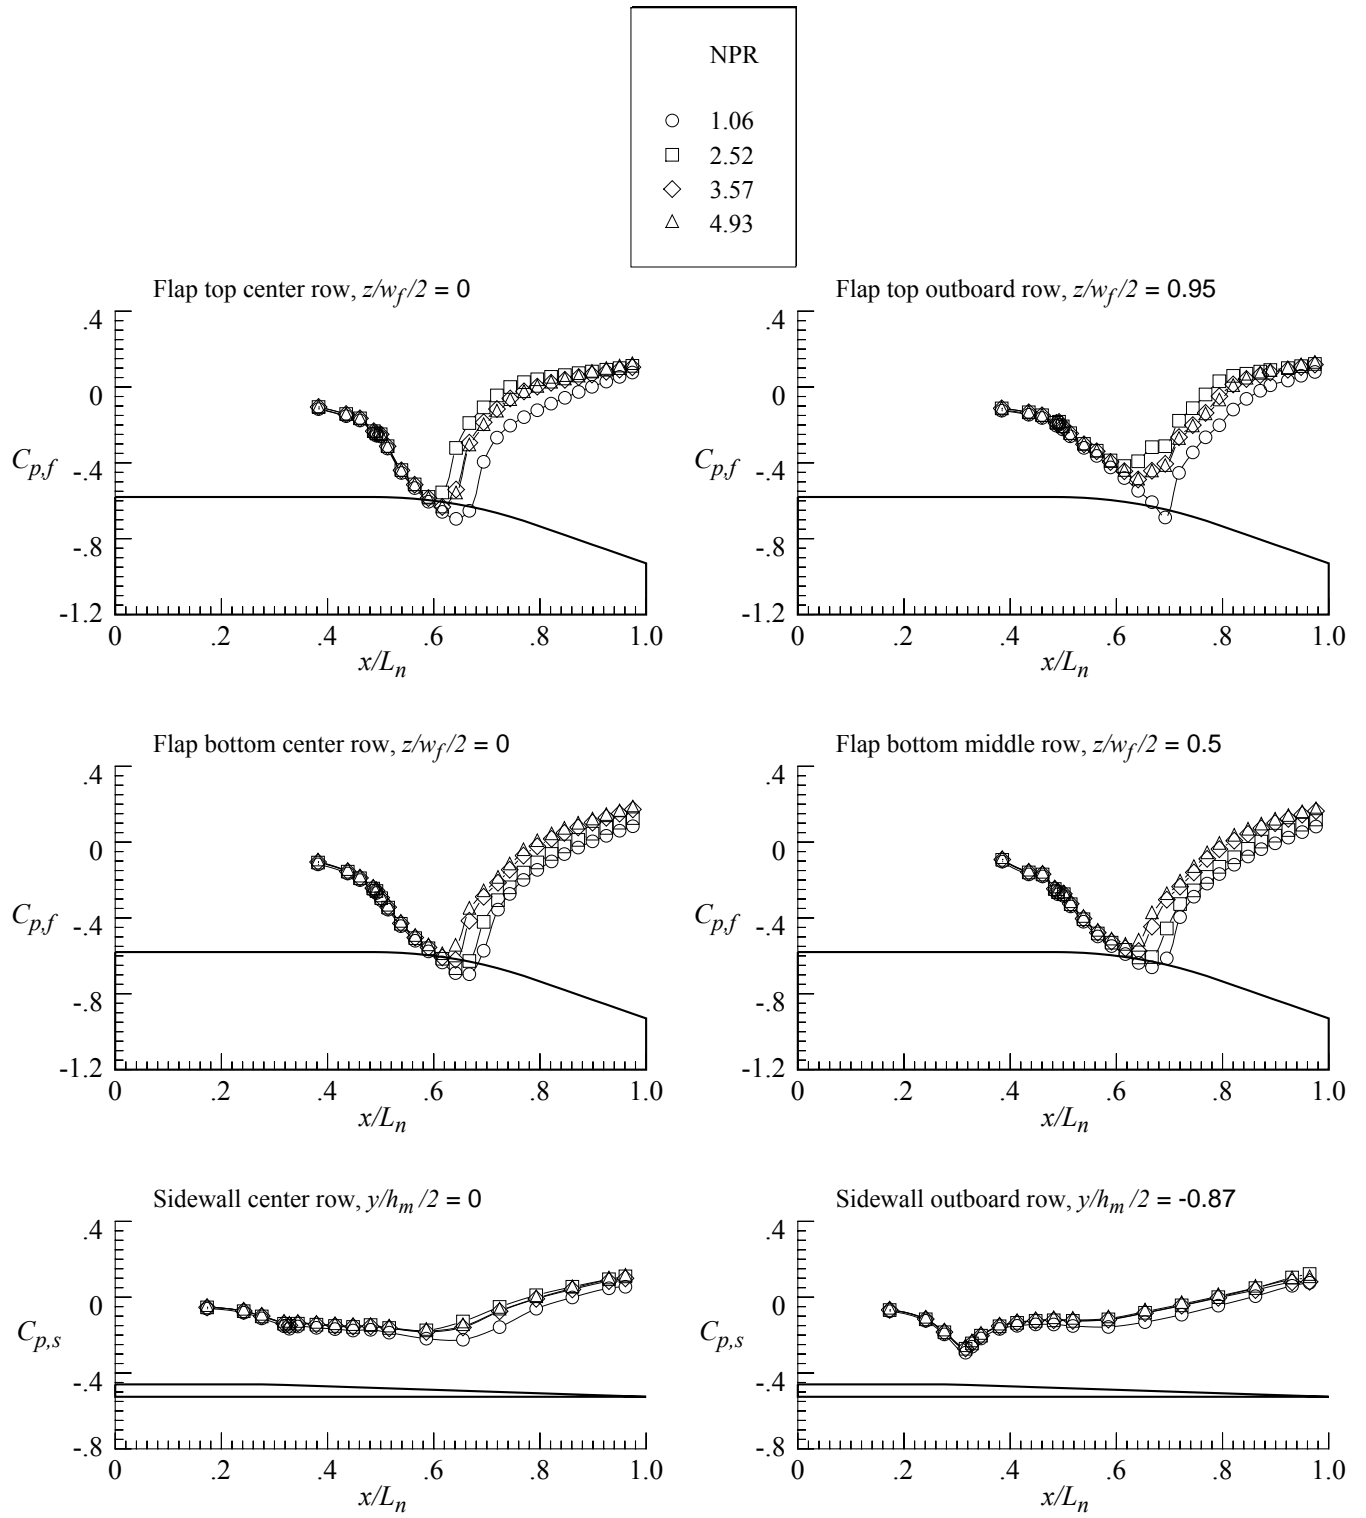 NPR
1.06
2.52
3.57
4.93
Flap top center row, z/w_f/2 = 0
.4
0
-.4
-.8
-1.2
C_p,f
0 .2 .4 .6 .8 1.0
x/L_n
Flap top outboard row, z/w_f/2 = 0.95
.4
0
-.4
-.8
-1.2
C_p,f
0 .2 .4 .6 .8 1.0
x/L_n
Flap bottom center row, z/w_f/2 = 0
.4
0
-.4
-.8
-1.2
C_p,f
0 .2 .4 .6 .8 1.0
x/L_n
Flap bottom middle row, z/w_f/2 = 0.5
.4
0
-.4
-.8
-1.2
C_p,f
0 .2 .4 .6 .8 1.0
x/L_n
Sidewall center row, y/h_m/2 = 0
.4
0
-.4
-.8
C_p,s
0 .2 .4 .6 .8 1.0
x/L_n
Sidewall outboard row, y/h_m/2 = -0.87
.4
0
-.4
-.8
C_p,s
0 .2 .4 .6 .8 1.0
x/L_n